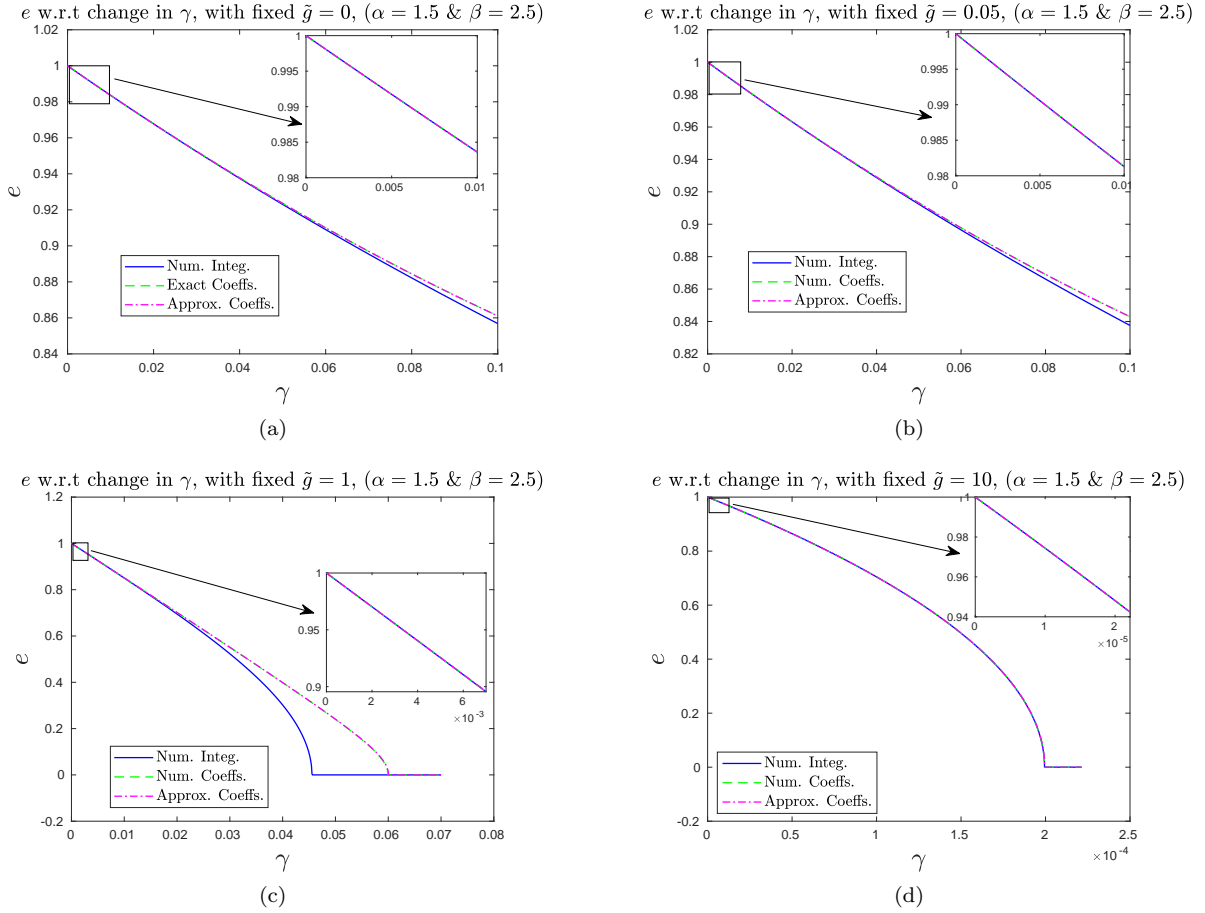 e w.r.t change in γ, with fixed g̃ = 0, (α = 1.5 & β = 2.5)
1.02
1
0.98
0.96
0.94
0.92
0.9
0.88
0.86
0.84
e
0 0.02 0.04 0.06 0.08 0.1
γ
1
0.995
0.99
0.985
0.98
0 0.005 0.01
Num. Integ.
Exact Coeffs.
Approx. Coeffs.
(a)
e w.r.t change in γ, with fixed g̃ = 0.05, (α = 1.5 & β = 2.5)
1.02
1
0.98
0.96
0.94
0.92
0.9
0.88
0.86
0.84
0.82
e
0 0.02 0.04 0.06 0.08 0.1
γ
1
0.995
0.99
0.985
0.98
0 0.005 0.01
Num. Integ.
Num. Coeffs.
Approx. Coeffs.
(b)
e w.r.t change in γ, with fixed g̃ = 1, (α = 1.5 & β = 2.5)
1.2
1
0.8
0.6
0.4
0.2
0
-0.2
e
0 0.01 0.02 0.03 0.04 0.05 0.06 0.07 0.08
γ
1
0.95
0.9
0 2 4 6
×10⁻³
Num. Integ.
Num. Coeffs.
Approx. Coeffs.
(c)
e w.r.t change in γ, with fixed g̃ = 10, (α = 1.5 & β = 2.5)
1
0.8
0.6
0.4
0.2
0
-0.2
e
0 0.5 1 1.5 2 2.5
×10⁻⁴
γ
1
0.98
0.96
0.94
0 1 2
×10⁻⁵
Num. Integ.
Num. Coeffs.
Approx. Coeffs.
(d)